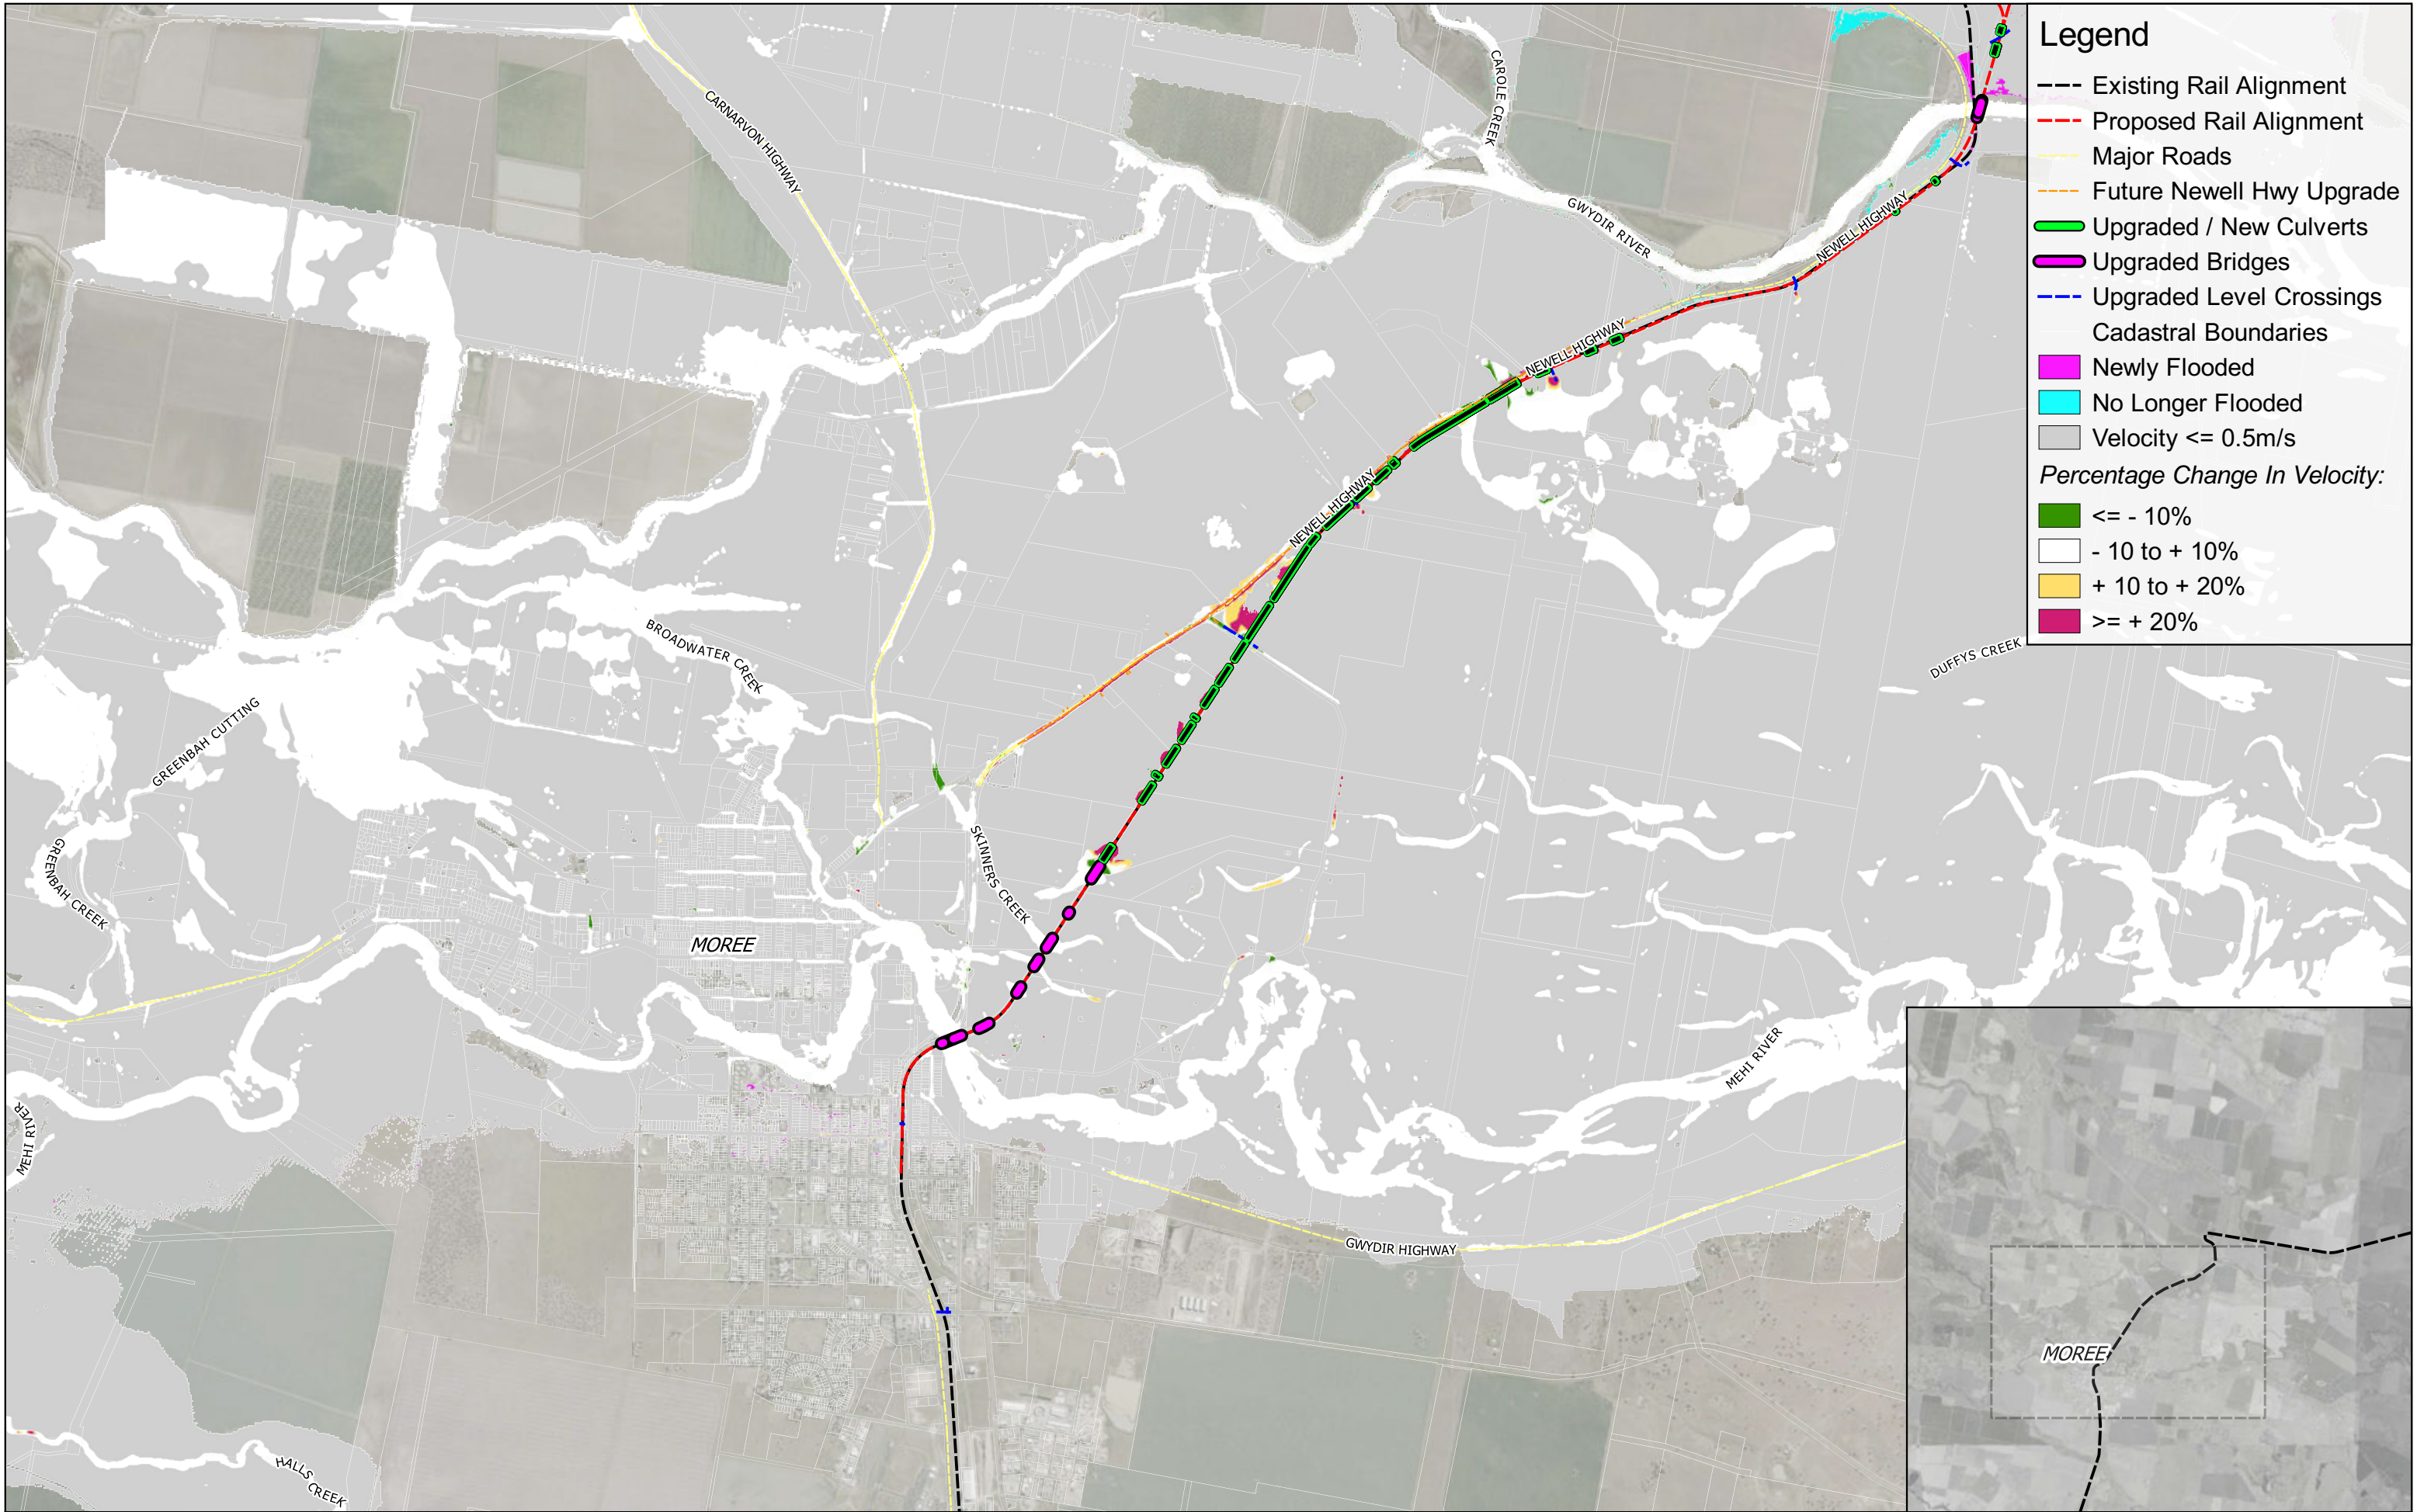 Legend
Existing Rail Alignment
Proposed Rail Alignment
Major Roads
Future Newell Hwy Upgrade
Upgraded / New Culverts
Upgraded Bridges
Upgraded Level Crossings
Cadastral Boundaries
Newly Flooded
No Longer Flooded
Velocity <= 0.5m/s
Percentage Change In Velocity:
<= - 10%
- 10 to + 10%
+ 10 to + 20%
>= + 20%
CARNARVON HIGHWAY
CAROLE CREEK
GWYDIR RIVER
NEWELL HIGHWAY
NEWELL HIGHWAY
NEWELL HIGHWAY
BROADWATER CREEK
DUFFYS CREEK
GREENBAH CUTTING
GREENBAH CREEK
SKINNERS CREEK
MOREE
MEHI RIVER
MEHI RIVER
GWYDIR HIGHWAY
HALLS CREEK
MOREE